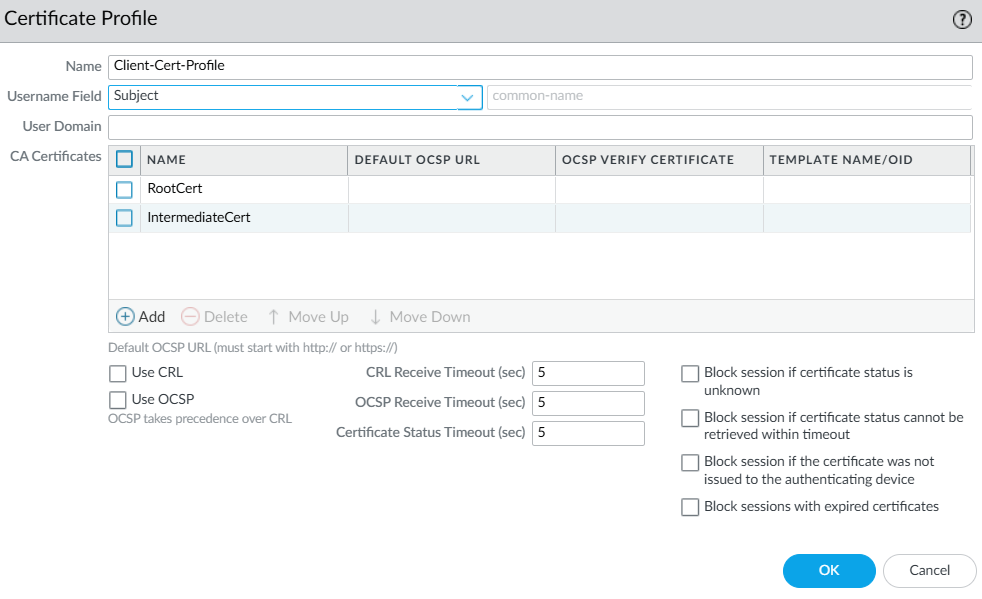 Certificate Profile
?
Name Client-Cert-Profile
Username Field Subject common-name
User Domain
CA Certificates NAME DEFAULT OCSP URL OCSP VERIFY CERTIFICATE TEMPLATE NAME/OID
RootCert
IntermediateCert
Add Delete Move Up Move Down
Default OCSP URL (must start with http:// or https://)
Use CRL
Use OCSP
OCSP takes precedence over CRL
CRL Receive Timeout (sec) 5
OCSP Receive Timeout (sec) 5
Certificate Status Timeout (sec) 5
Block session if certificate status is
unknown
Block session if certificate status cannot be
retrieved within timeout
Block session if the certificate was not
issued to the authenticating device
Block sessions with expired certificates
OK Cancel